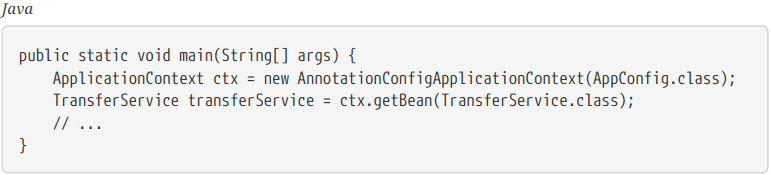 Java
public static void main(String[] args) {
    ApplicationContext ctx = new AnnotationConfigApplicationContext(AppConfig.class);
    TransferService transferService = ctx.getBean(TransferService.class);
    // ...
}